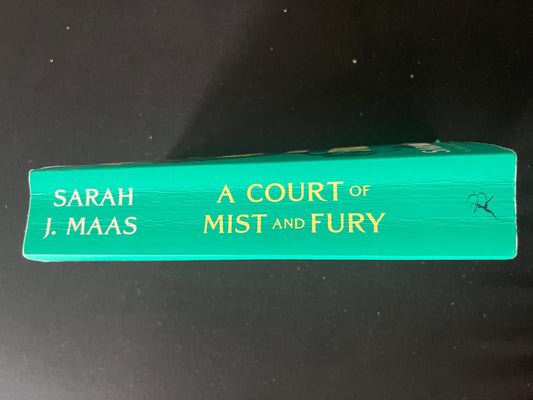 SARAH
J. MAAS
A COURT OF
MIST AND FURY